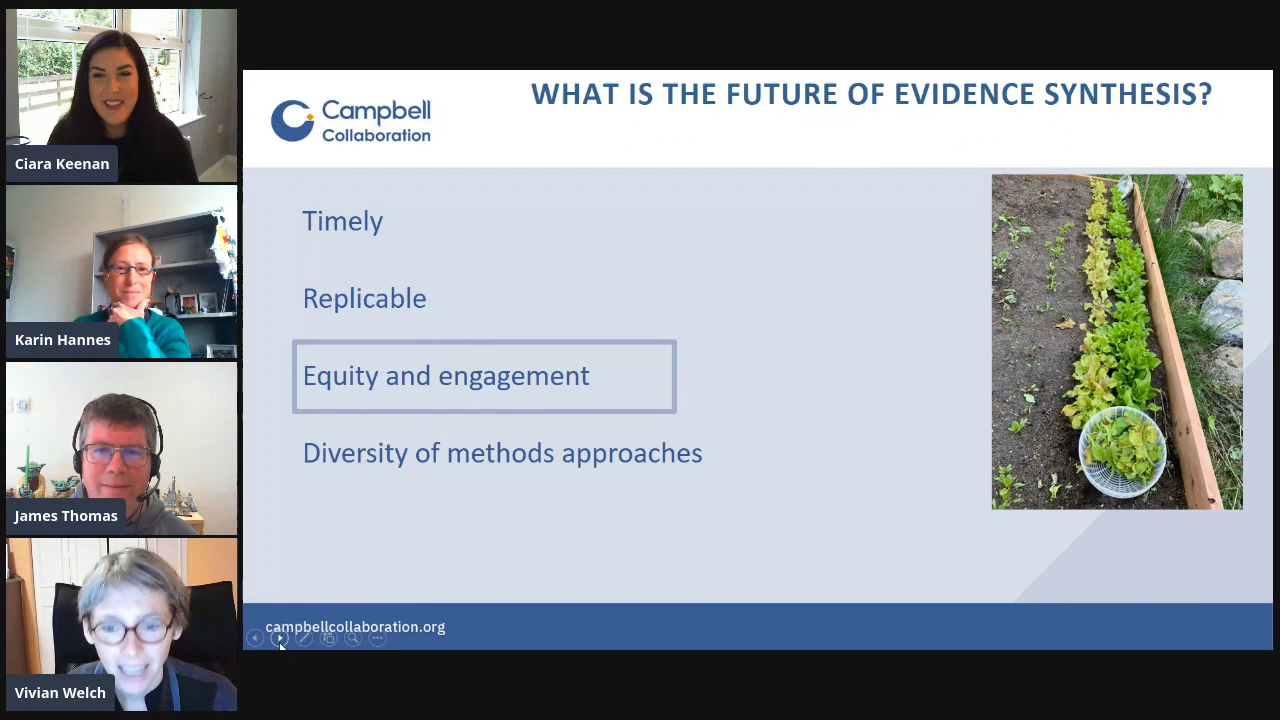 Ciara Keenan
Karin Hannes
James Thomas
Vivian Welch
Campbell
Collaboration
WHAT IS THE FUTURE OF EVIDENCE SYNTHESIS?
Timely
Replicable
Equity and engagement
Diversity of methods approaches
campbellcollaboration.org